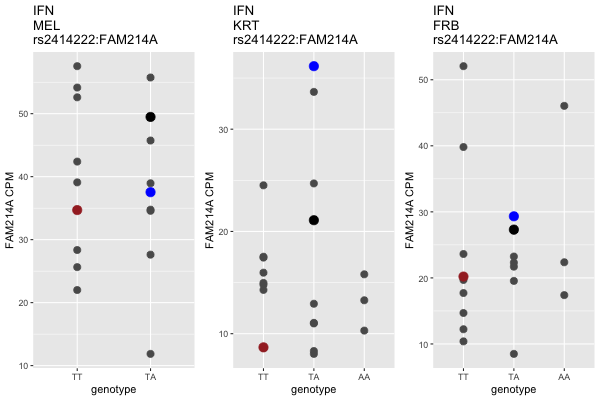 IFN
MEL
rs2414222:FAM214A
FAM214A CPM
50
40
30
20
10
TT
TA
genotype
IFN
KRT
rs2414222:FAM214A
FAM214A CPM
30
20
10
TT
TA
AA
genotype
IFN
FRB
rs2414222:FAM214A
FAM214A CPM
50
40
30
20
10
TT
TA
AA
genotype